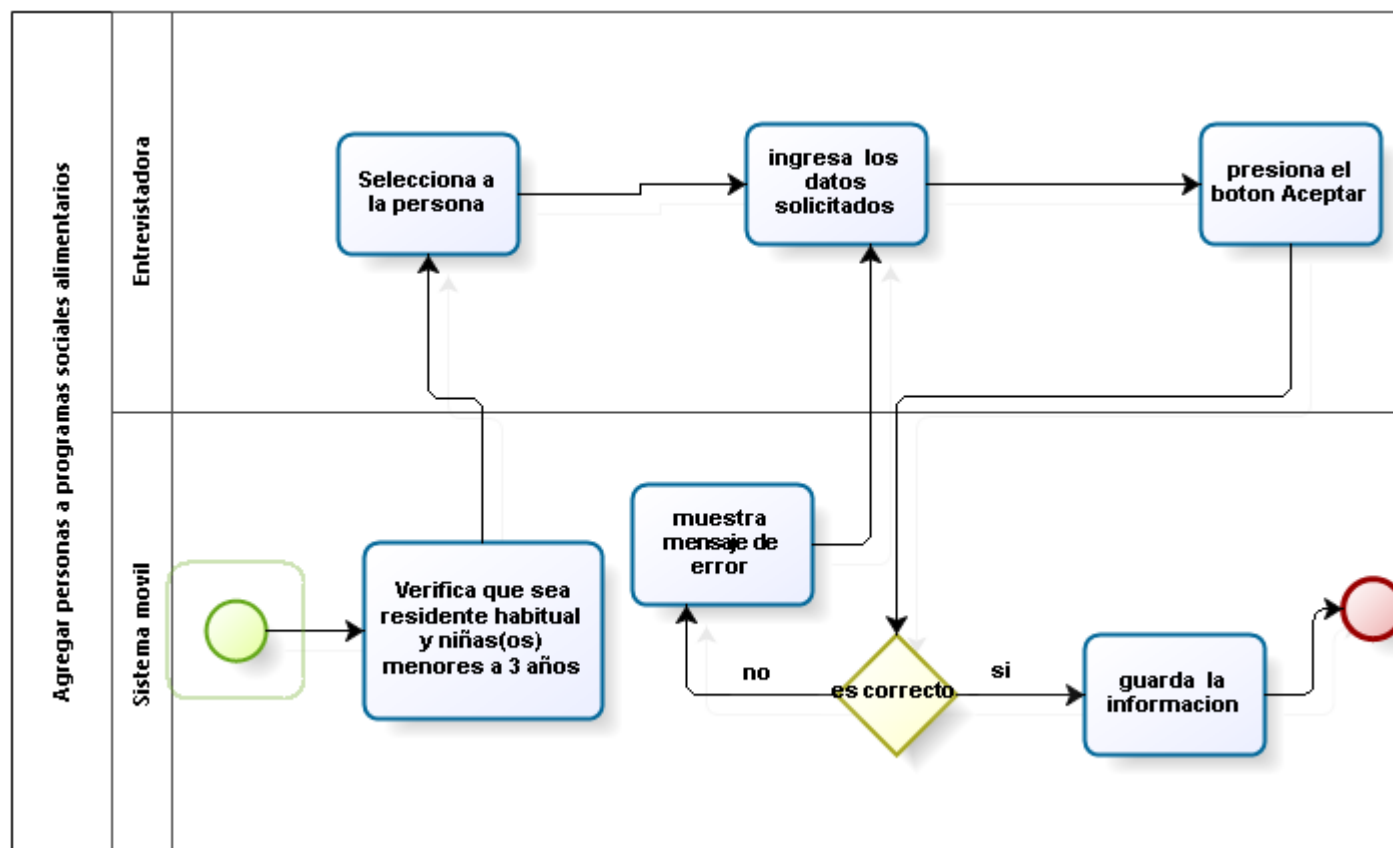 Agregar personas a programas sociales alimentarios
Entrevistadora
Selecciona a
la persona
ingresa los
datos
solicitados
presiona el
boton Aceptar
Sistema movil
Verifica que sea
residente habitual
y niñas(os)
menores a 3 años
muestra
mensaje de
error
no
es correcto
si
guarda la
informacion